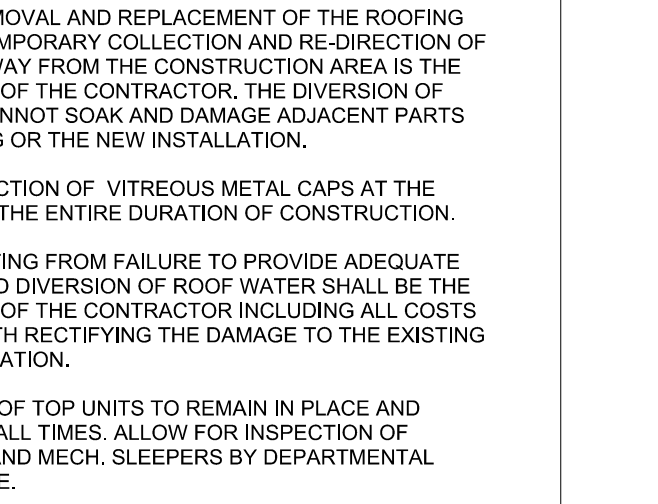 MOVAL AND REPLACEMENT OF THE ROOFING
MPORARY COLLECTION AND RE-DIRECTION OF
WAY FROM THE CONSTRUCTION AREA IS THE
OF THE CONTRACTOR. THE DIVERSION OF
NNOT SOAK AND DAMAGE ADJACENT PARTS
G OR THE NEW INSTALLATION.
CTION OF VITREOUS METAL CAPS AT THE
THE ENTIRE DURATION OF CONSTRUCTION.
TING FROM FAILURE TO PROVIDE ADEQUATE
D DIVERSION OF ROOF WATER SHALL BE THE
OF THE CONTRACTOR INCLUDING ALL COSTS
TH RECTIFYING THE DAMAGE TO THE EXISTING
ATION.
OF TOP UNITS TO REMAIN IN PLACE AND
ALL TIMES. ALLOW FOR INSPECTION OF
AND MECH. SLEEPERS BY DEPARTMENTAL
E.